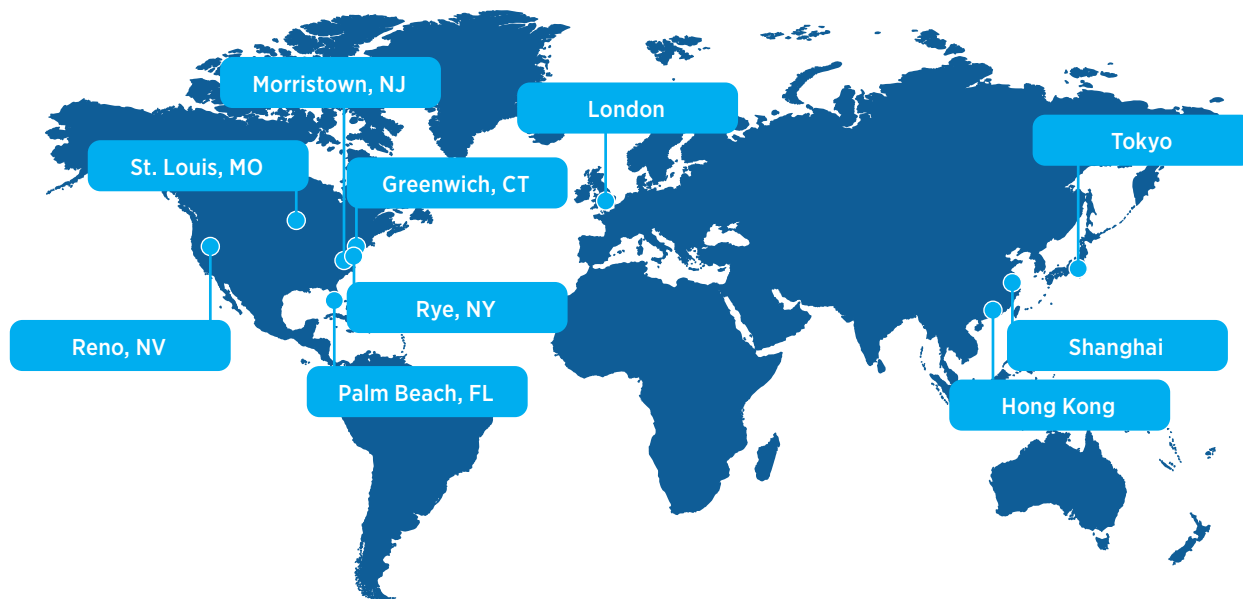 Morristown, NJ
London
Tokyo
St. Louis, MO
Greenwich, CT
Rye, NY
Reno, NV
Shanghai
Palm Beach, FL
Hong Kong